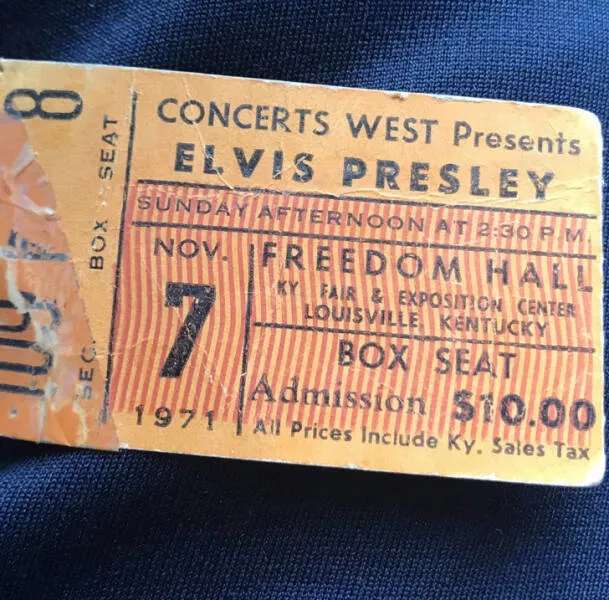 CONCERTS WEST Presents
ELVIS PRESLEY
SUNDAY AFTERNOON AT 2:30 P.M.
NOV.
7
1971
FREEDOM HALL
KY FAIR & EXPOSITION CENTER
LOUISVILLE, KENTUCKY
BOX SEAT
Admission $10.00
All Prices Include Ky. Sales Tax
SEC. BOX SEAT
8